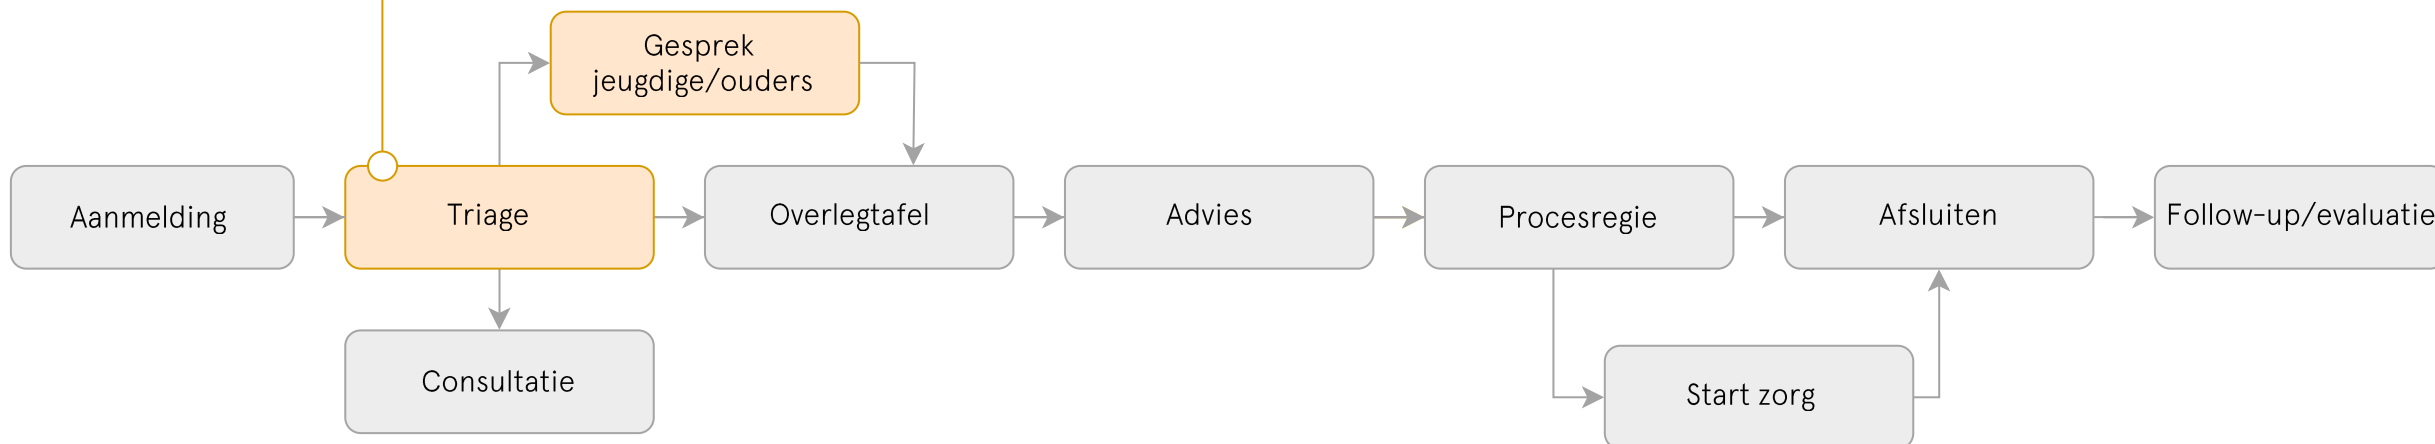 Gesprek
jeugdige/ouders
Aanmelding
Triage
Overlegtafel
Advies
Procesregie
Afsluiten
Follow-up/evaluatie
Consultatie
Start zorg